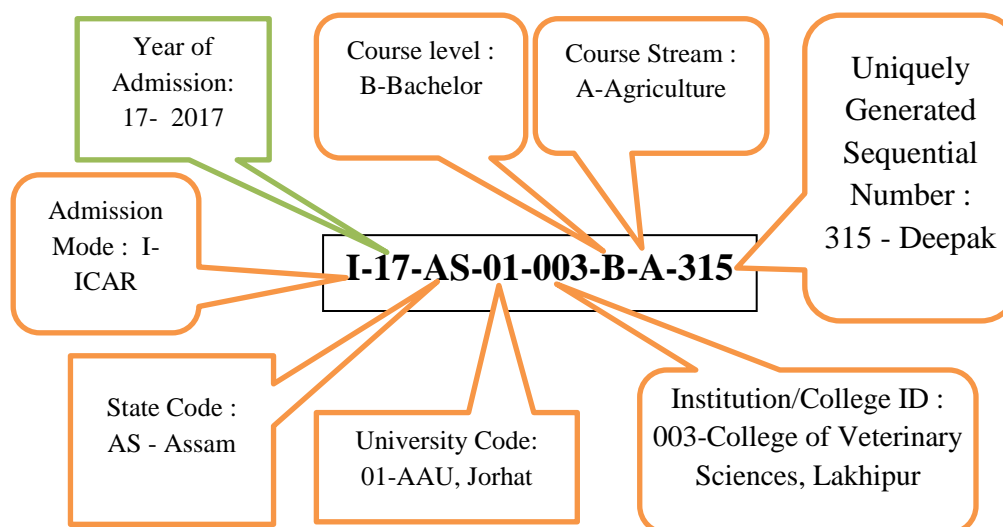 Year of
Admission:
17- 2017
Course level :
B-Bachelor
Course Stream :
A-Agriculture
Uniquely
Generated
Sequential
Number :
315 - Deepak
Admission
Mode : I-
ICAR
I-17-AS-01-003-B-A-315
State Code :
AS - Assam
University Code:
01-AAU, Jorhat
Institution/College ID :
003-College of Veterinary
Sciences, Lakhipur